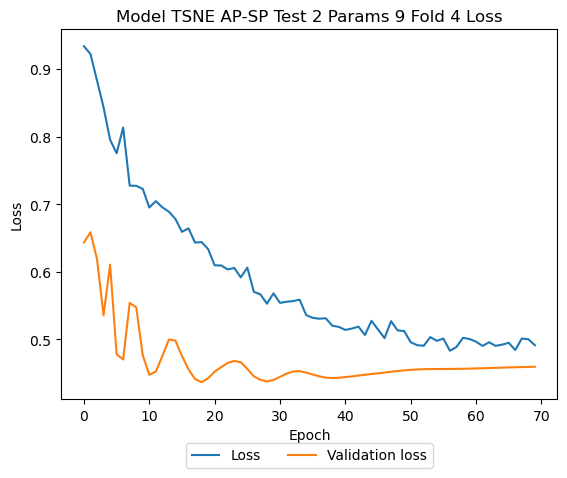 Model TSNE AP-SP Test 2 Params 9 Fold 4 Loss
0.9
0.8
0.7
0.6
0.5
Loss
0 10 20 30 40 50 60 70
Epoch
Loss Validation loss